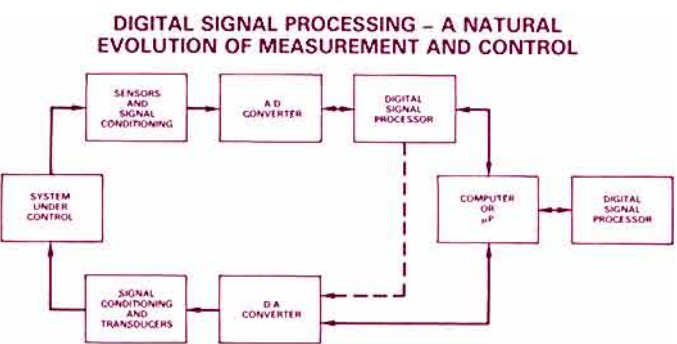 DIGITAL SIGNAL PROCESSING – A NATURAL
EVOLUTION OF MEASUREMENT AND CONTROL
SENSORS
AND
SIGNAL
CONDITIONING
A D
CONVERTER
DIGITAL
SIGNAL
PROCESSOR
SYSTEM
UNDER
CONTROL
COMPUTER
OR
µP
DIGITAL
SIGNAL
PROCESSOR
SIGNAL
CONDITIONING
AND
TRANSDUCERS
D A
CONVERTER